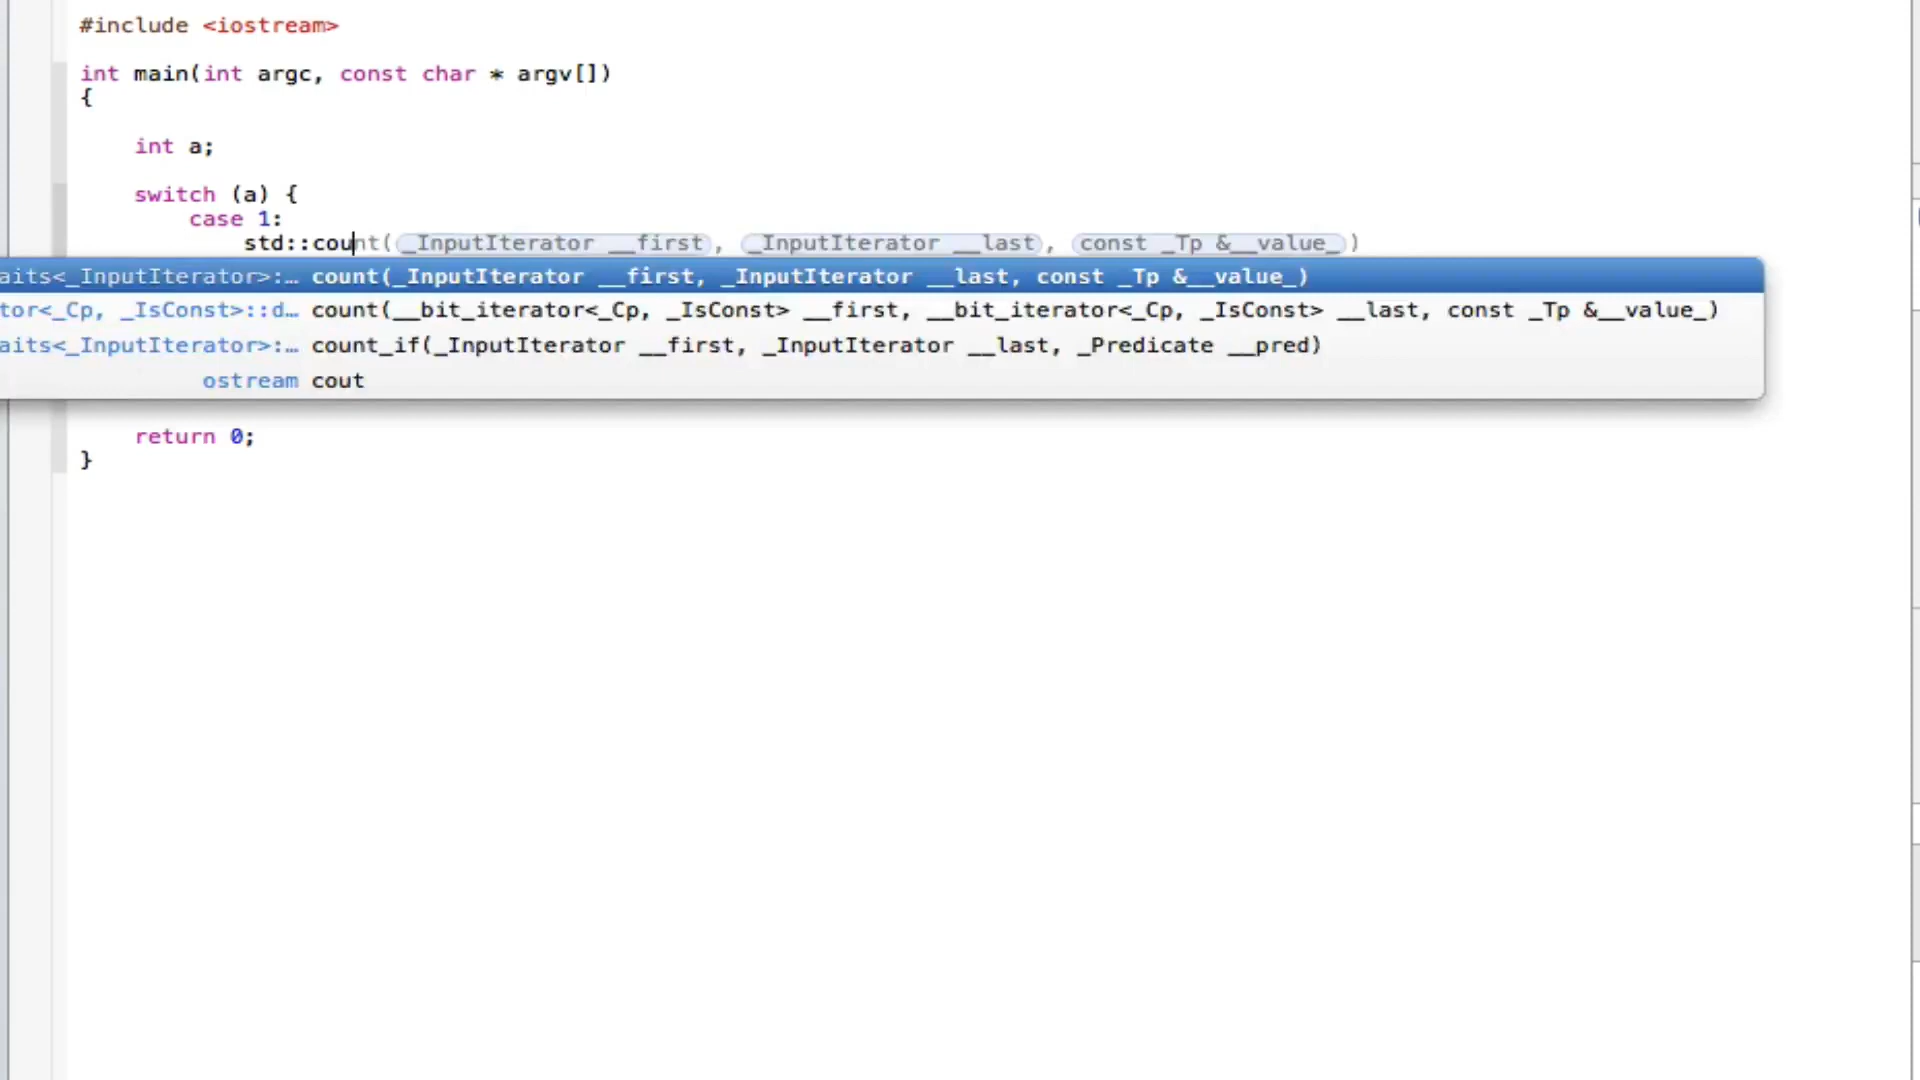 #include <iostream>
int main(int argc, const char * argv[])
{
int a;
switch (a) {
case 1:
std::count(_InputIterator __first, _InputIterator __last, const _Tp &__value_)
aits<_InputIterator>:… count(_InputIterator __first, _InputIterator __last, const _Tp &__value_)
tor<_Cp, _IsConst>::d… count(__bit_iterator<_Cp, _IsConst> __first, __bit_iterator<_Cp, _IsConst> __last, const _Tp &__value_)
aits<_InputIterator>:… count_if(_InputIterator __first, _InputIterator __last, _Predicate __pred)
ostream cout
return 0;
}